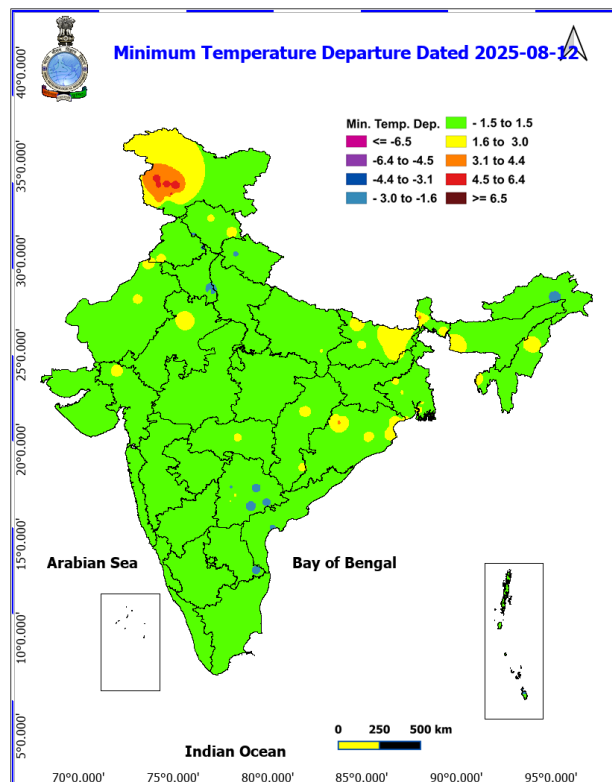 Minimum Temperature Departure Dated 2025-08-12
Min. Temp. Dep.
<= -6.5
-6.4 to -4.5
-4.4 to -3.1
- 3.0 to -1.6
- 1.5 to 1.5
1.6 to 3.0
3.1 to 4.4
4.5 to 6.4
>= 6.5
40°0.000'
35°0.000'
30°0.000'
25°0.000'
20°0.000'
15°0.000'
10°0.000'
5°0.000'
Arabian Sea
Bay of Bengal
0 250 500 km
Indian Ocean
70°0.000' 75°0.000' 80°0.000' 85°0.000' 90°0.000' 95°0.000'